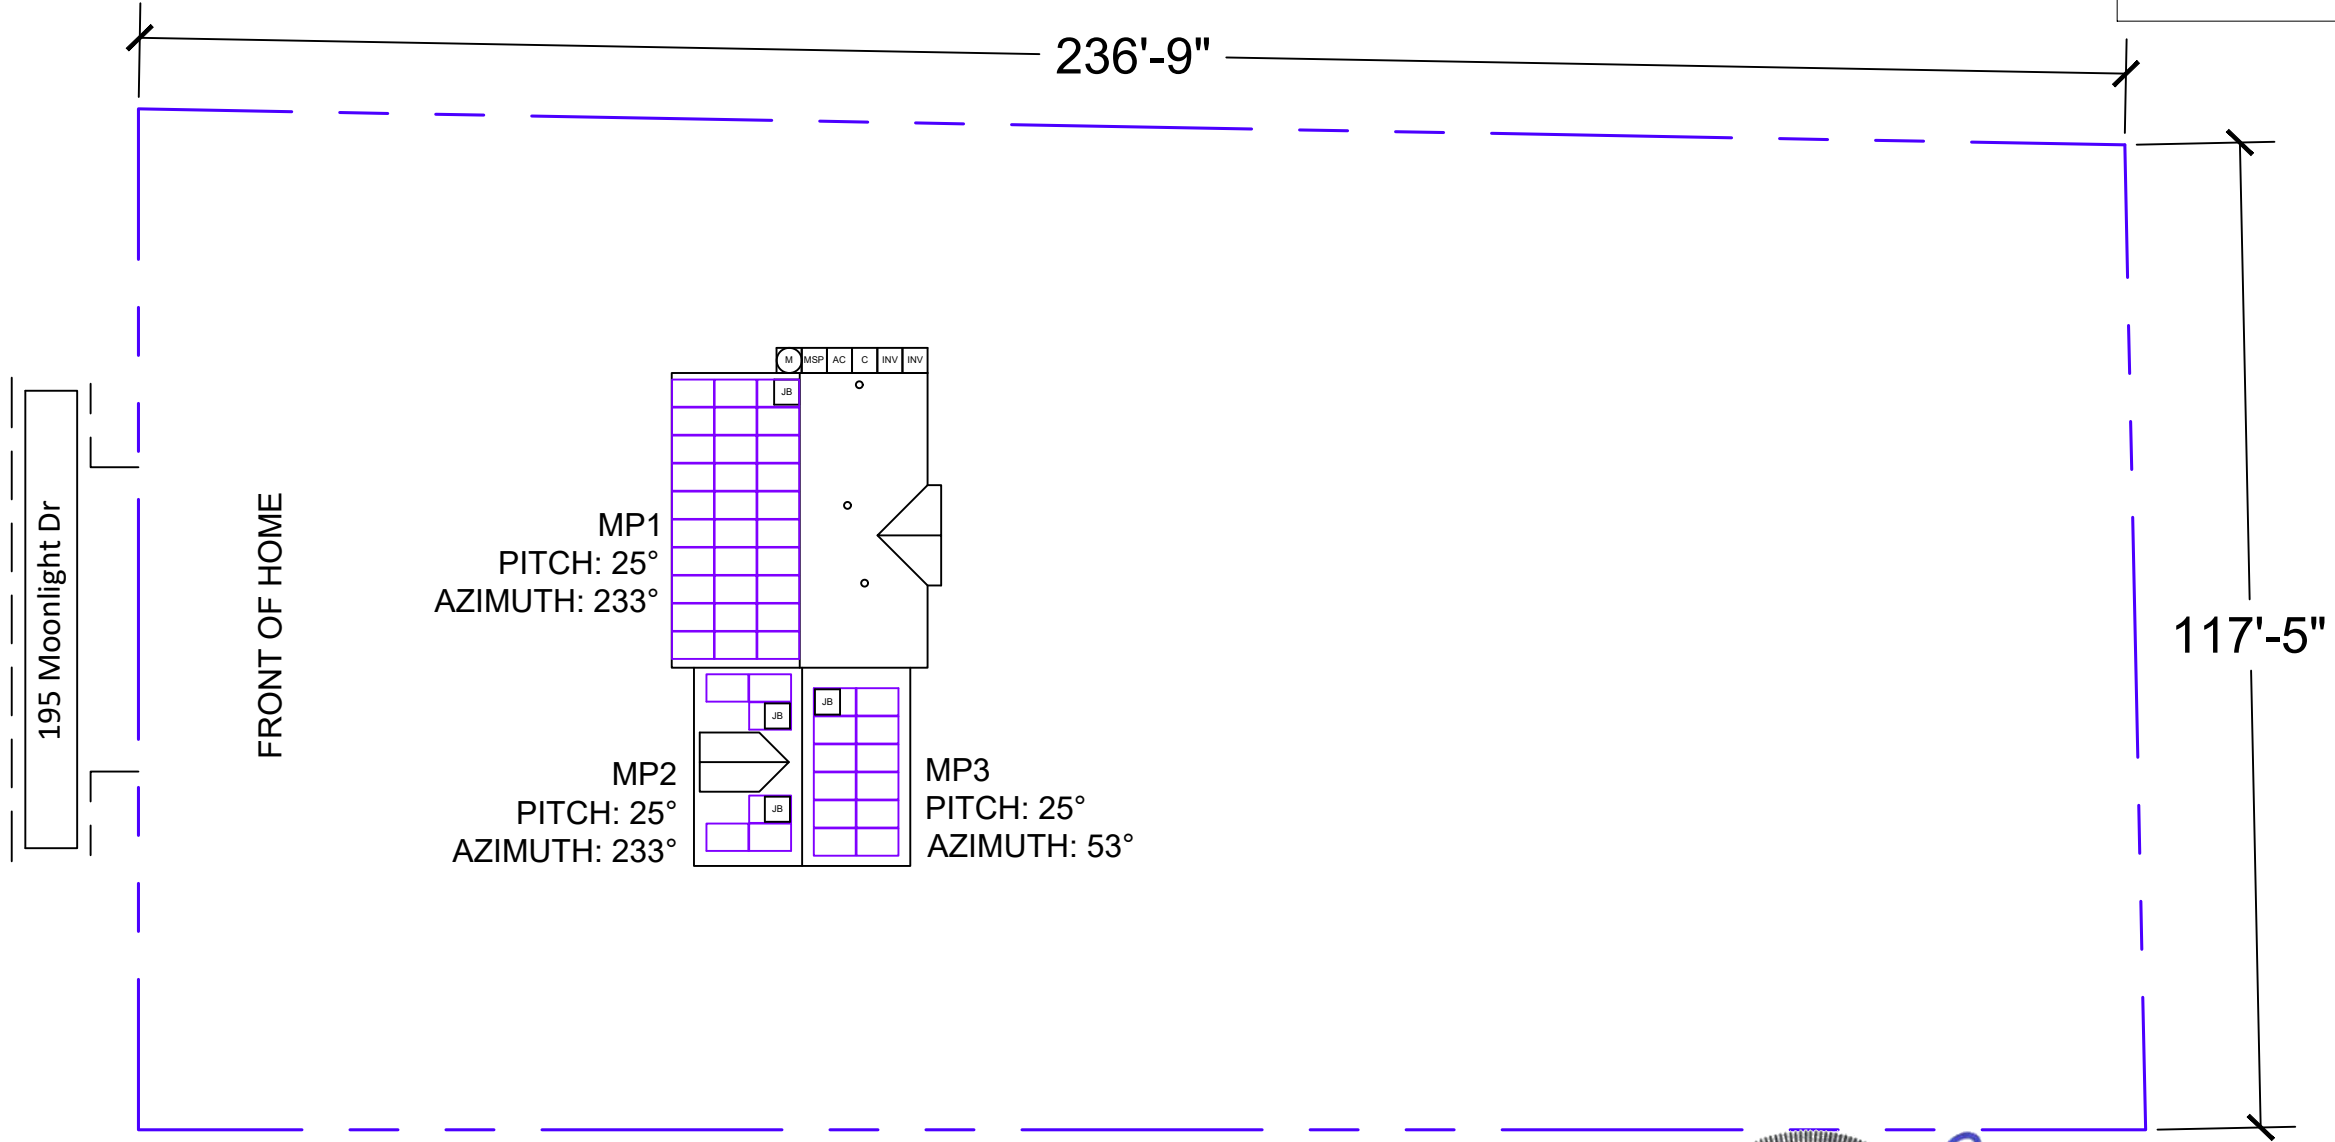 236'-9"
117'-5"
195 Moonlight Dr
FRONT OF HOME
M MSP AC C INV INV
JB
MP1
PITCH: 25°
AZIMUTH: 233°
JB
JB
MP2
PITCH: 25°
AZIMUTH: 233°
JB
MP3
PITCH: 25°
AZIMUTH: 53°